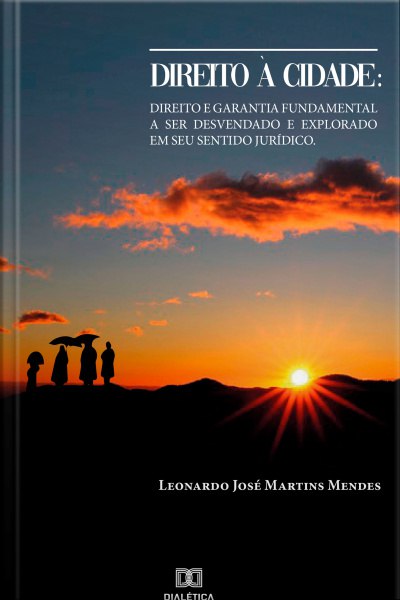 DIREITO À CIDADE:
DIREITO E GARANTIA FUNDAMENTAL
A SER DESVENDADO E EXPLORADO
EM SEU SENTIDO JURÍDICO.
LEONARDO JOSÉ MARTINS MENDES
DIALÉTICA